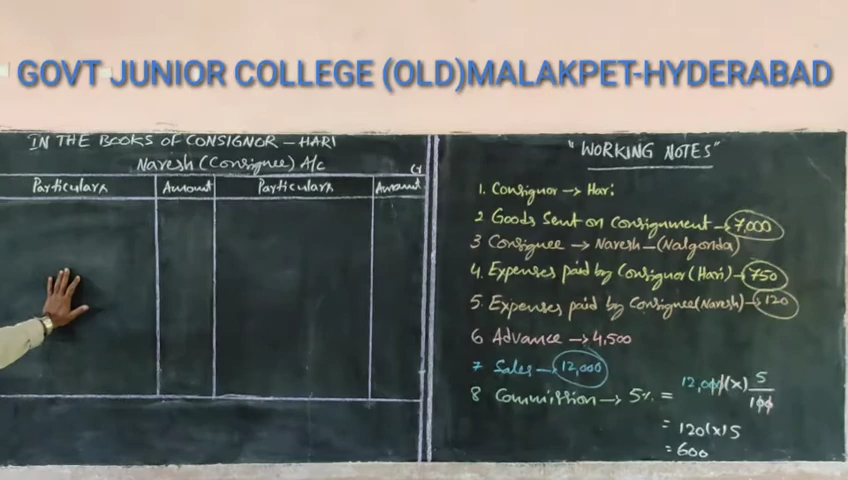 GOVT JUNIOR COLLEGE (OLD)MALAKPET-HYDERABAD
IN THE BOOKS OF CONSIGNOR - HARI
Naresh (Consignee) A/c
Cr
Particulars Amount Particulars Amount
"WORKING NOTES"
1. Consignor → Hari
2 Goods Sent on Consignment → 7,000
3 Consignee → Naresh - (Nalgonda)
4. Expenses paid by Consignor (Hari) → 750
5. Expenses paid by Consignee (Naresh) → 120
6 Advance → 4,500
7 Sales → 12,000
8 Commission → 5% = 12,000 (x) 5/100
= 120 (x) 5
= 600